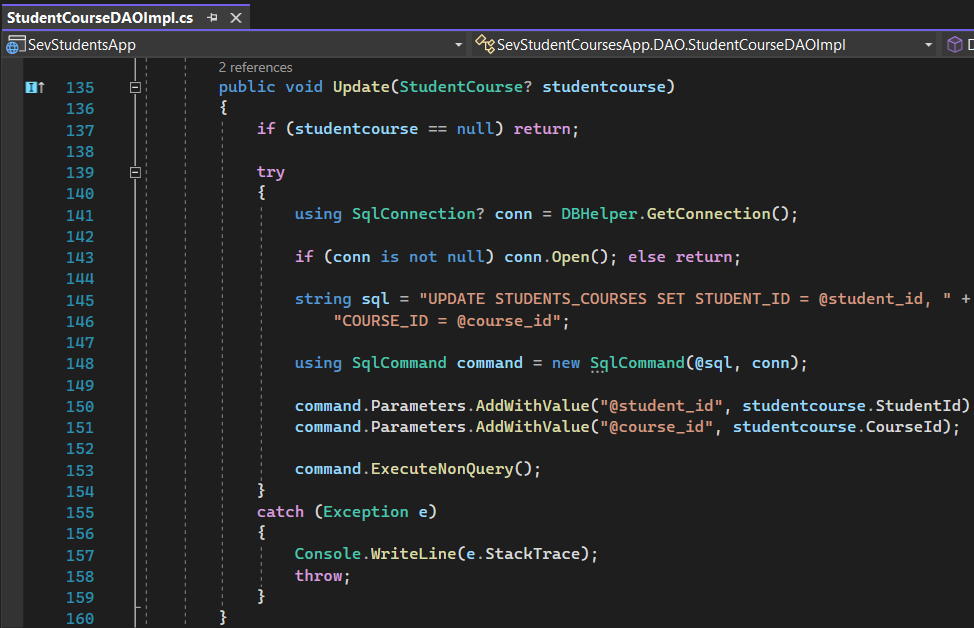 StudentCourseDAOImpl.cs
SevStudentsApp
SevStudentCoursesApp.DAO.StudentCourseDAOImpl
2 references
135 public void Update(StudentCourse? studentcourse)
136 {
137 if (studentcourse == null) return;
138
139 try
140 {
141 using SqlConnection? conn = DBHelper.GetConnection();
142
143 if (conn is not null) conn.Open(); else return;
144
145 string sql = "UPDATE STUDENTS_COURSES SET STUDENT_ID = @student_id, " +
146 "COURSE_ID = @course_id";
147
148 using SqlCommand command = new SqlCommand(@sql, conn);
149
150 command.Parameters.AddWithValue("@student_id", studentcourse.StudentId)
151 command.Parameters.AddWithValue("@course_id", studentcourse.CourseId);
152
153 command.ExecuteNonQuery();
154 }
155 catch (Exception e)
156 {
157 Console.WriteLine(e.StackTrace);
158 throw;
159 }
160 }